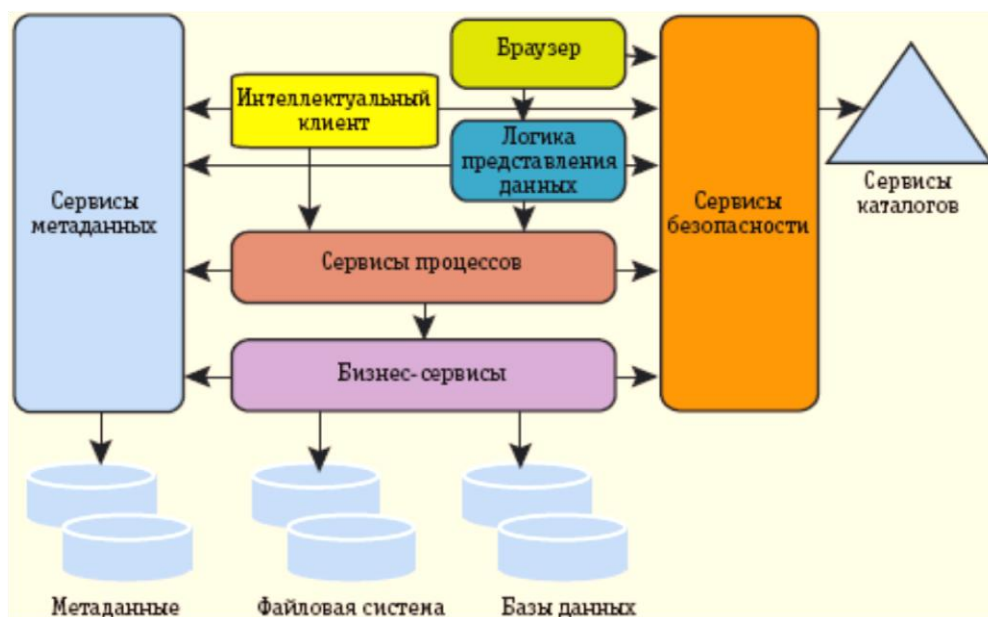 Браузер
Интеллектуальный
клиент
Логика
представления
данных
Сервисы
метаданных
Сервисы
безопасности
Сервисы
каталогов
Сервисы процессов
Бизнес-сервисы
Метаданные
Файловая система
Базы данных